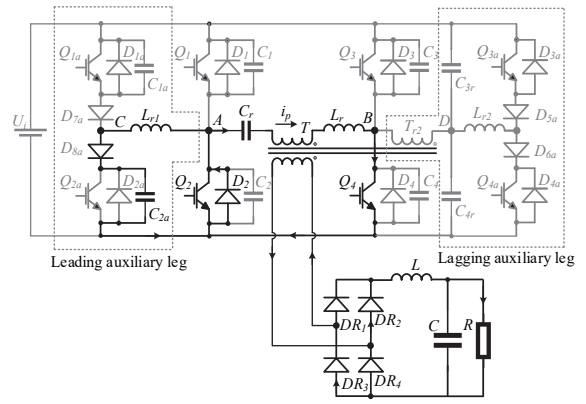 Q1a D1a C1a Q1 D1 C1 Q3 D3 C3 C3r Q3a D3a
D7a Lr1 Cr ip T Lr B Tr2 D Lr2 D5a
Ui C A
D8a D6a
Q2a D2a C2a Q2 D2 C2 Q4 D4 C4 C4r Q4a D4a
Leading auxiliary leg
Lagging auxiliary leg
L
DR1 DR2 C R
DR3 DR4